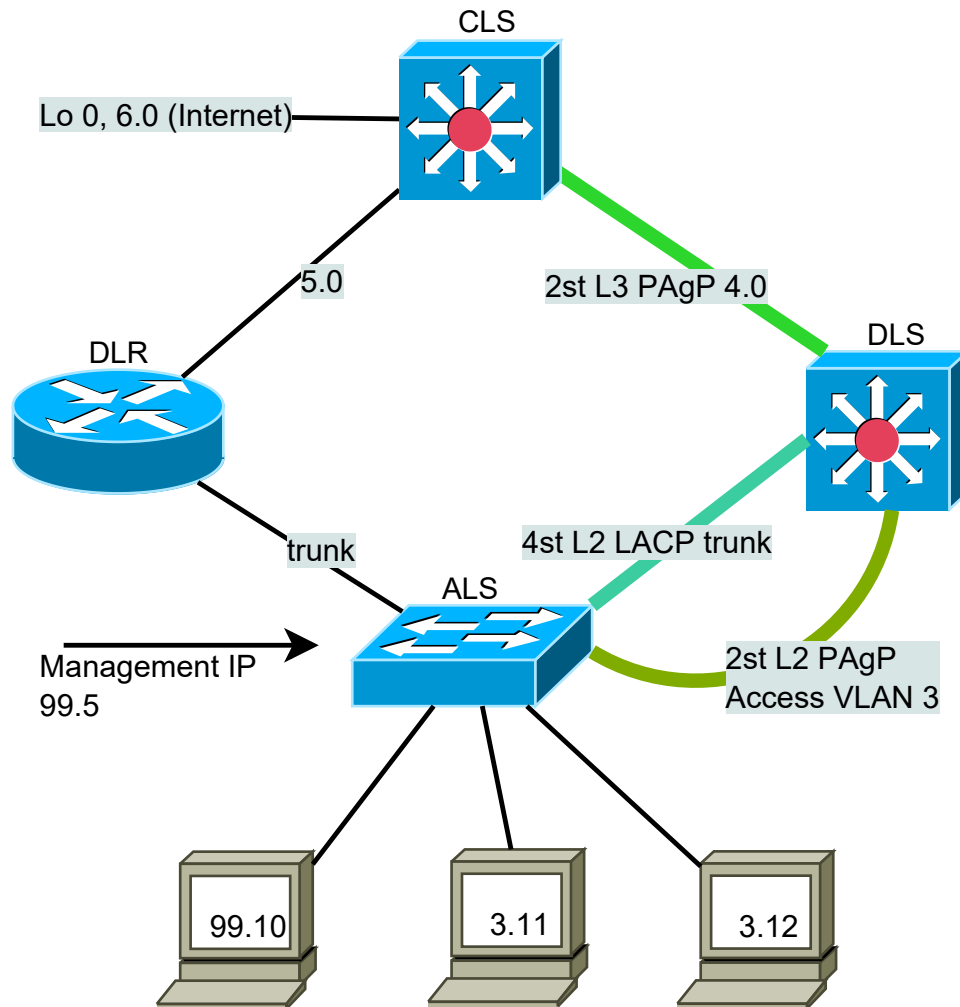 CLS
Lo 0, 6.0 (Internet)
5.0
2st L3 PAgP 4.0
DLR
DLS
trunk
4st L2 LACP trunk
ALS
Management IP
99.5
2st L2 PAgP
Access VLAN 3
99.10
3.11
3.12